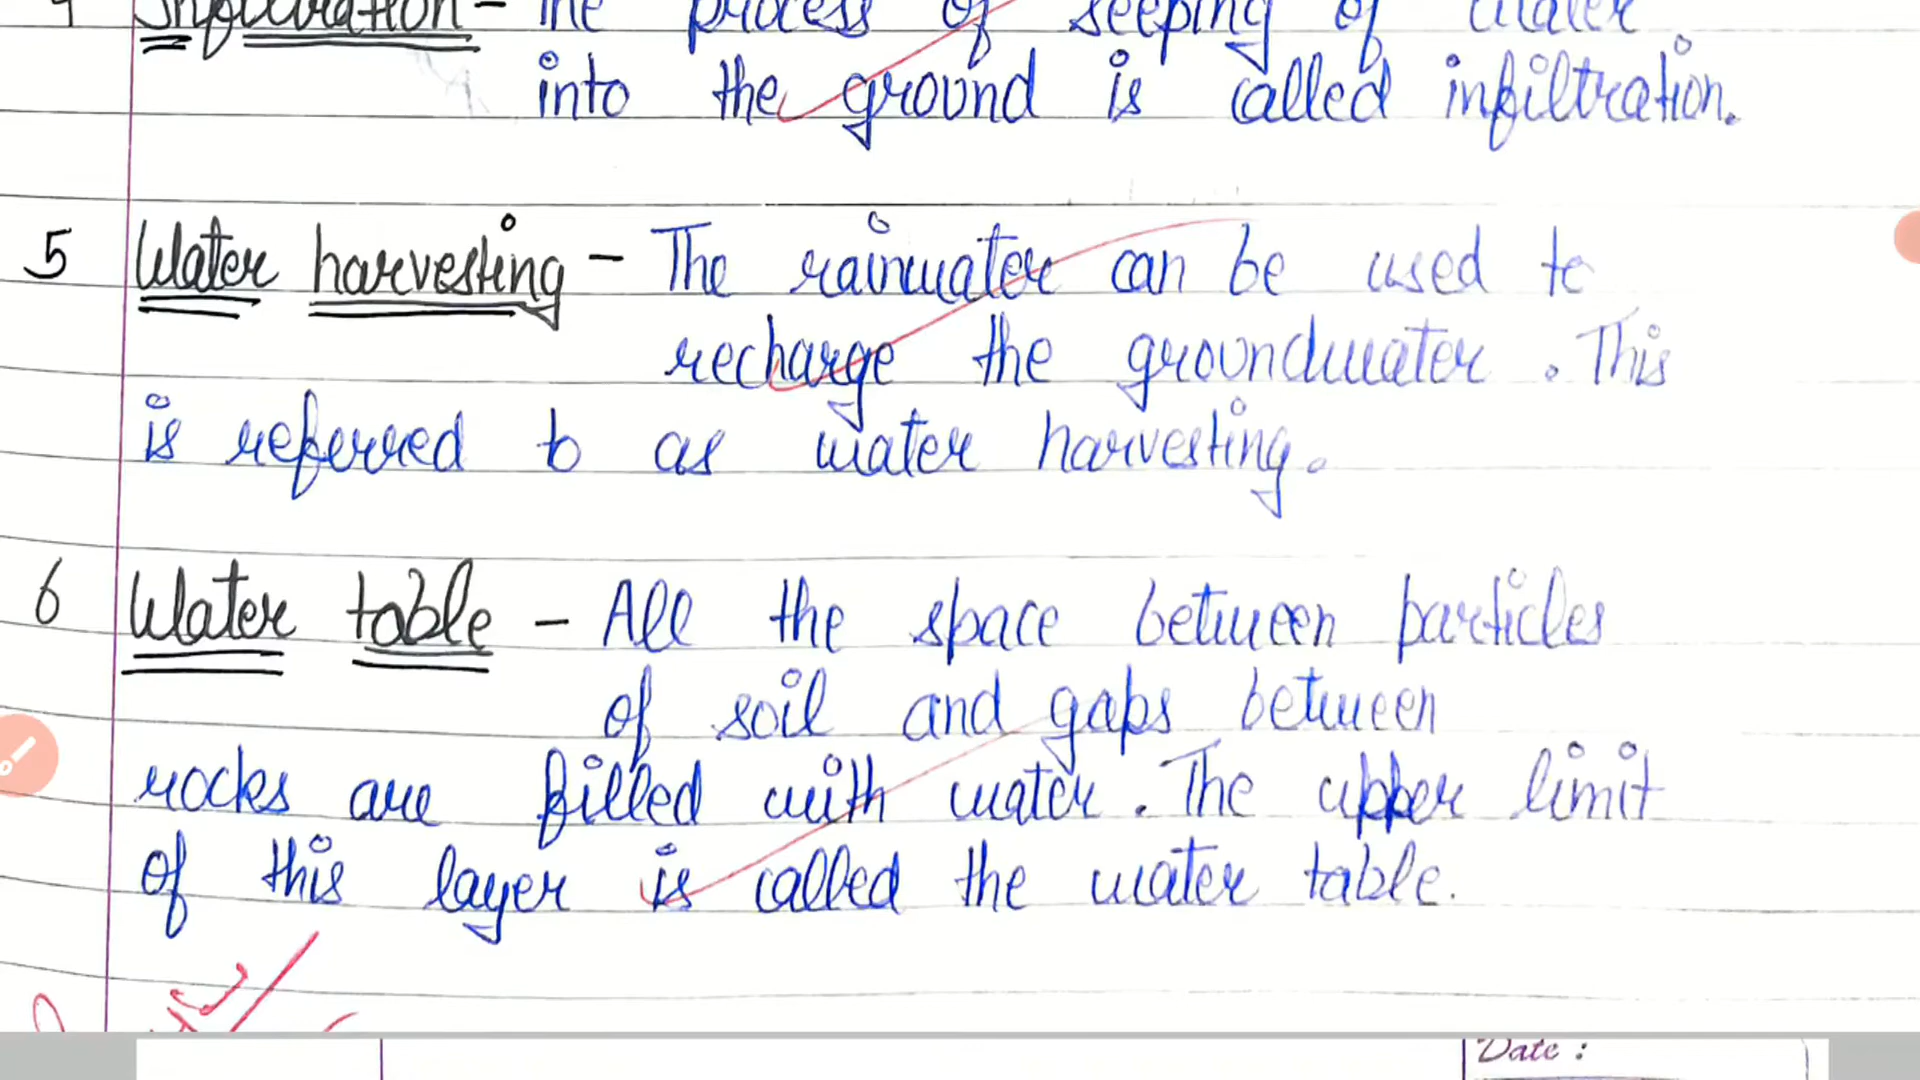 Infiltration - The process of seeping of water
into the ground is called infiltration.
5 Water harvesting - The rainwater can be used to
recharge the groundwater. This
is referred to as water harvesting.
6 Water table - All the space between particles
of soil and gaps between
rocks are filled with water. The upper limit
of this layer is called the water table.
Date :